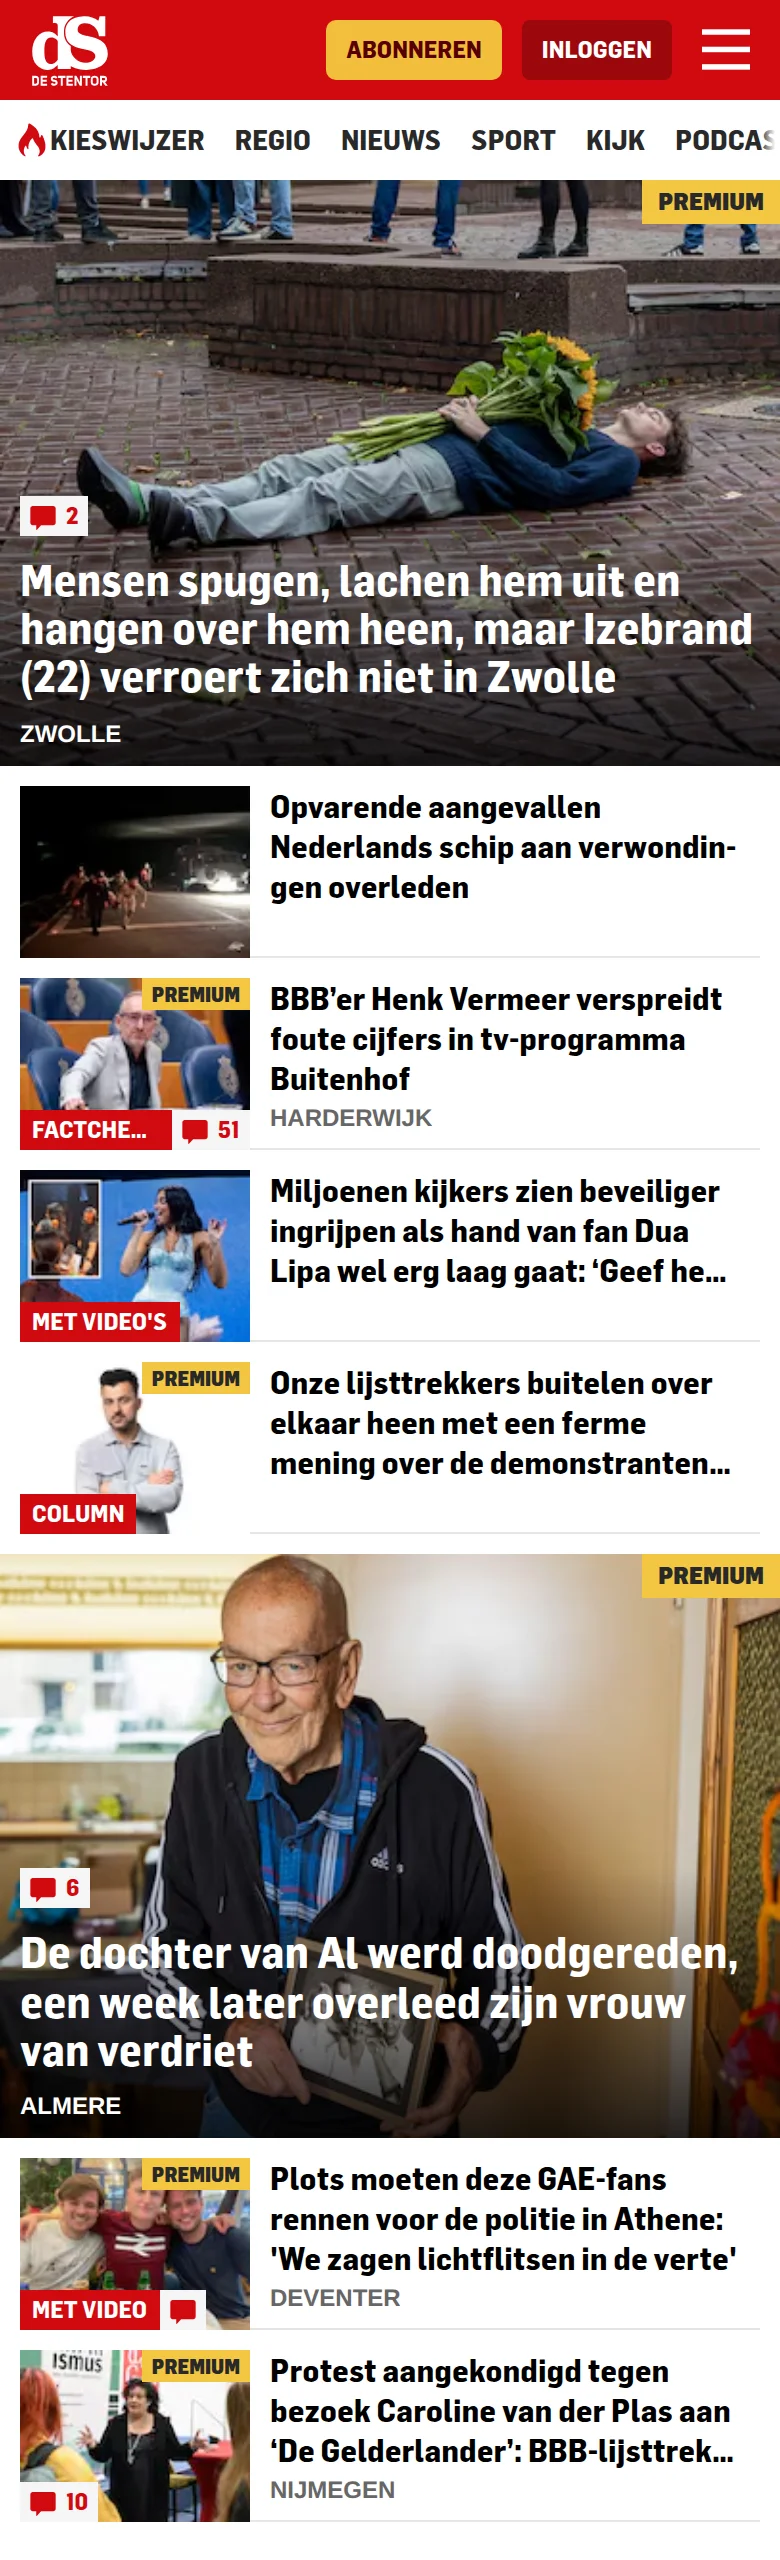 dS
DE STENTOR
ABONNEREN
INLOGGEN
KIESWIJZER REGIO NIEUWS SPORT KIJK PODCAS
PREMIUM
2
Mensen spugen, lachen hem uit en
hangen over hem heen, maar Izebrand
(22) verroert zich niet in Zwolle
ZWOLLE
Opvarende aangevallen
Nederlands schip aan verwondin-
gen overleden
PREMIUM
FACTCHE...
51
BBB’er Henk Vermeer verspreidt
foute cijfers in tv-programma
Buitenhof
HARDERWIJK
MET VIDEO'S
Miljoenen kijkers zien beveiliger
ingrijpen als hand van fan Dua
Lipa wel erg laag gaat: ‘Geef he...
PREMIUM
COLUMN
Onze lijsttrekkers buitelen over
elkaar heen met een ferme
mening over de demonstranten...
PREMIUM
adidas
6
De dochter van Al werd doodgereden,
een week later overleed zijn vrouw
van verdriet
ALMERE
PREMIUM
MET VIDEO
Plots moeten deze GAE-fans
rennen voor de politie in Athene:
'We zagen lichtflitsen in de verte'
DEVENTER
ismus
PREMIUM
10
Protest aangekondigd tegen
bezoek Caroline van der Plas aan
‘De Gelderlander’: BBB-lijsttrek...
NIJMEGEN